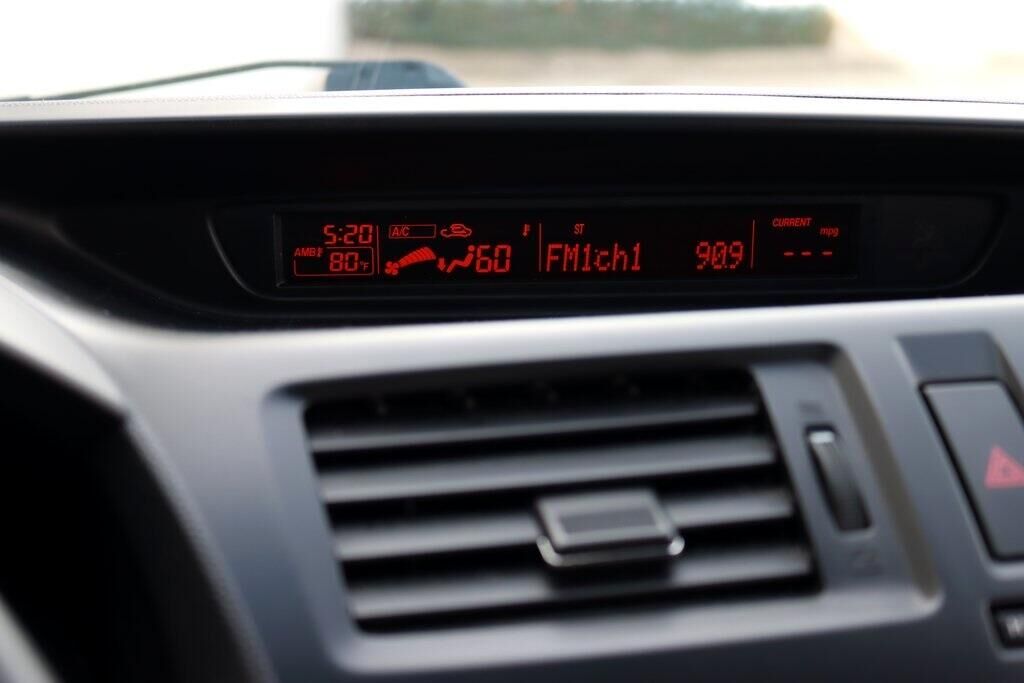 5:20
AMB 80°F
A/C
60
ST
FM1ch1 90.9
CURRENT
mpg
---